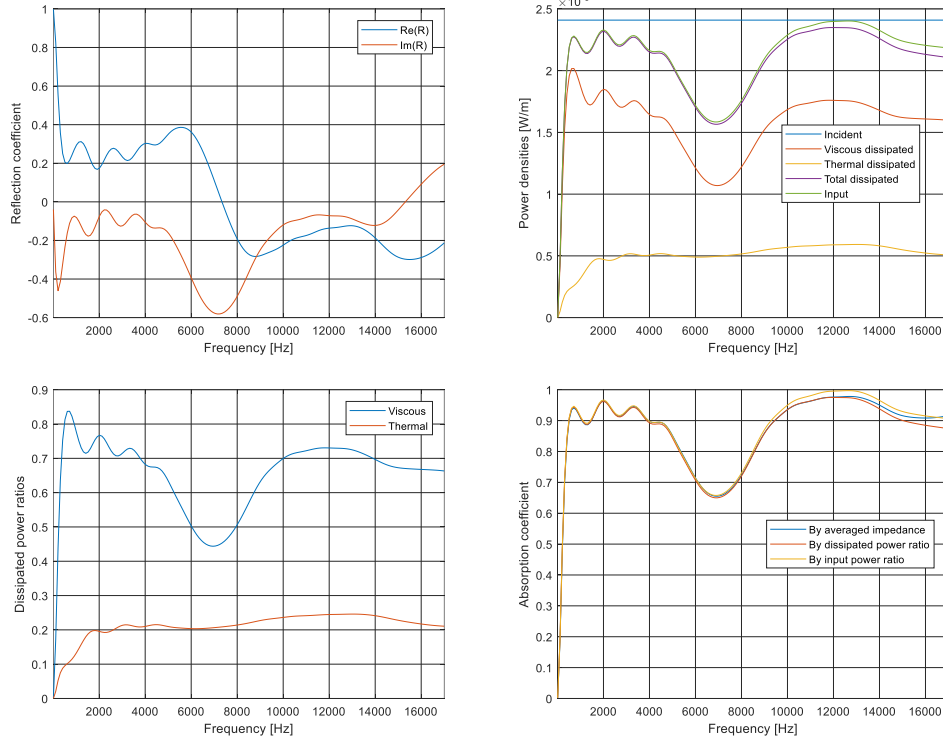 1
0.8
0.6
0.4
0.2
0
-0.2
-0.4
-0.6
Reflection coefficient
Re(R)
Im(R)
2000 4000 6000 8000 10000 12000 14000 16000
Frequency [Hz]
2.5
2
1.5
1
0.5
0
Power densities [W/m]
Incident
Viscous dissipated
Thermal dissipated
Total dissipated
Input
2000 4000 6000 8000 10000 12000 14000 16000
Frequency [Hz]
0.9
0.8
0.7
0.6
0.5
0.4
0.3
0.2
0.1
0
Dissipated power ratios
Viscous
Thermal
2000 4000 6000 8000 10000 12000 14000 16000
Frequency [Hz]
1
0.9
0.8
0.7
0.6
0.5
0.4
0.3
0.2
0.1
0
Absorption coefficient
By averaged impedance
By dissipated power ratio
By input power ratio
2000 4000 6000 8000 10000 12000 14000 16000
Frequency [Hz]